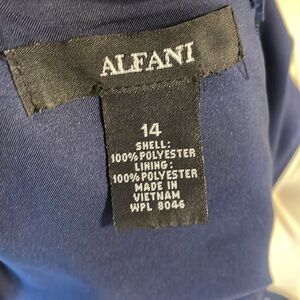 ALFANI
14
SHELL:
100% POLYESTER
LINING:
100% POLYESTER
MADE IN
VIETNAM
WPL 8046